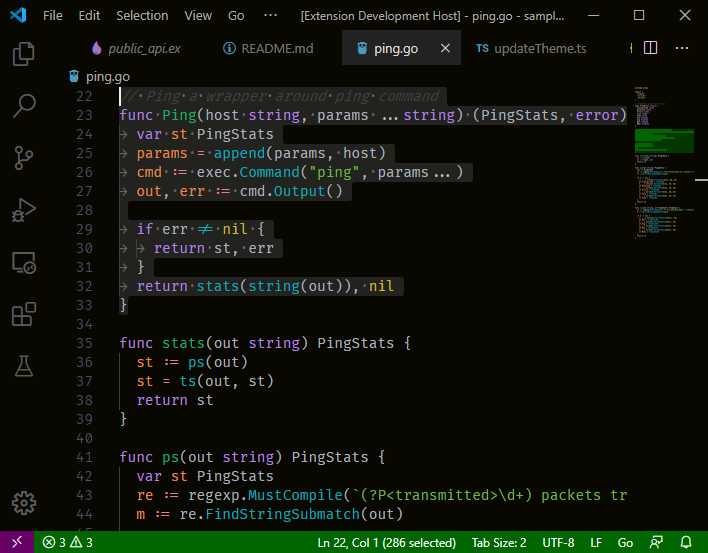 File Edit Selection View Go ··· [Extension Development Host] - ping.go - sampl...
public_api.ex README.md ping.go TS updateTheme.ts ···
ping.go
22 // Ping a wrapper around ping command
23 func Ping(host string, params ...string) (PingStats, error)
24 var st PingStats
25 params = append(params, host)
26 cmd := exec.Command("ping", params...)
27 out, err := cmd.Output()
28
29 if err != nil {
30 return st, err
31 }
32 return stats(string(out)), nil
33 }
34
35 func stats(out string) PingStats {
36 st := ps(out)
37 st = ts(out, st)
38 return st
39 }
40
41 func ps(out string) PingStats {
42 var st PingStats
43 re := regexp.MustCompile(`(?P<transmitted>\d+) packets tr
44 m := re.FindStringSubmatch(out)
3 3 Ln 22, Col 1 (286 selected) Tab Size: 2 UTF-8 LF Go